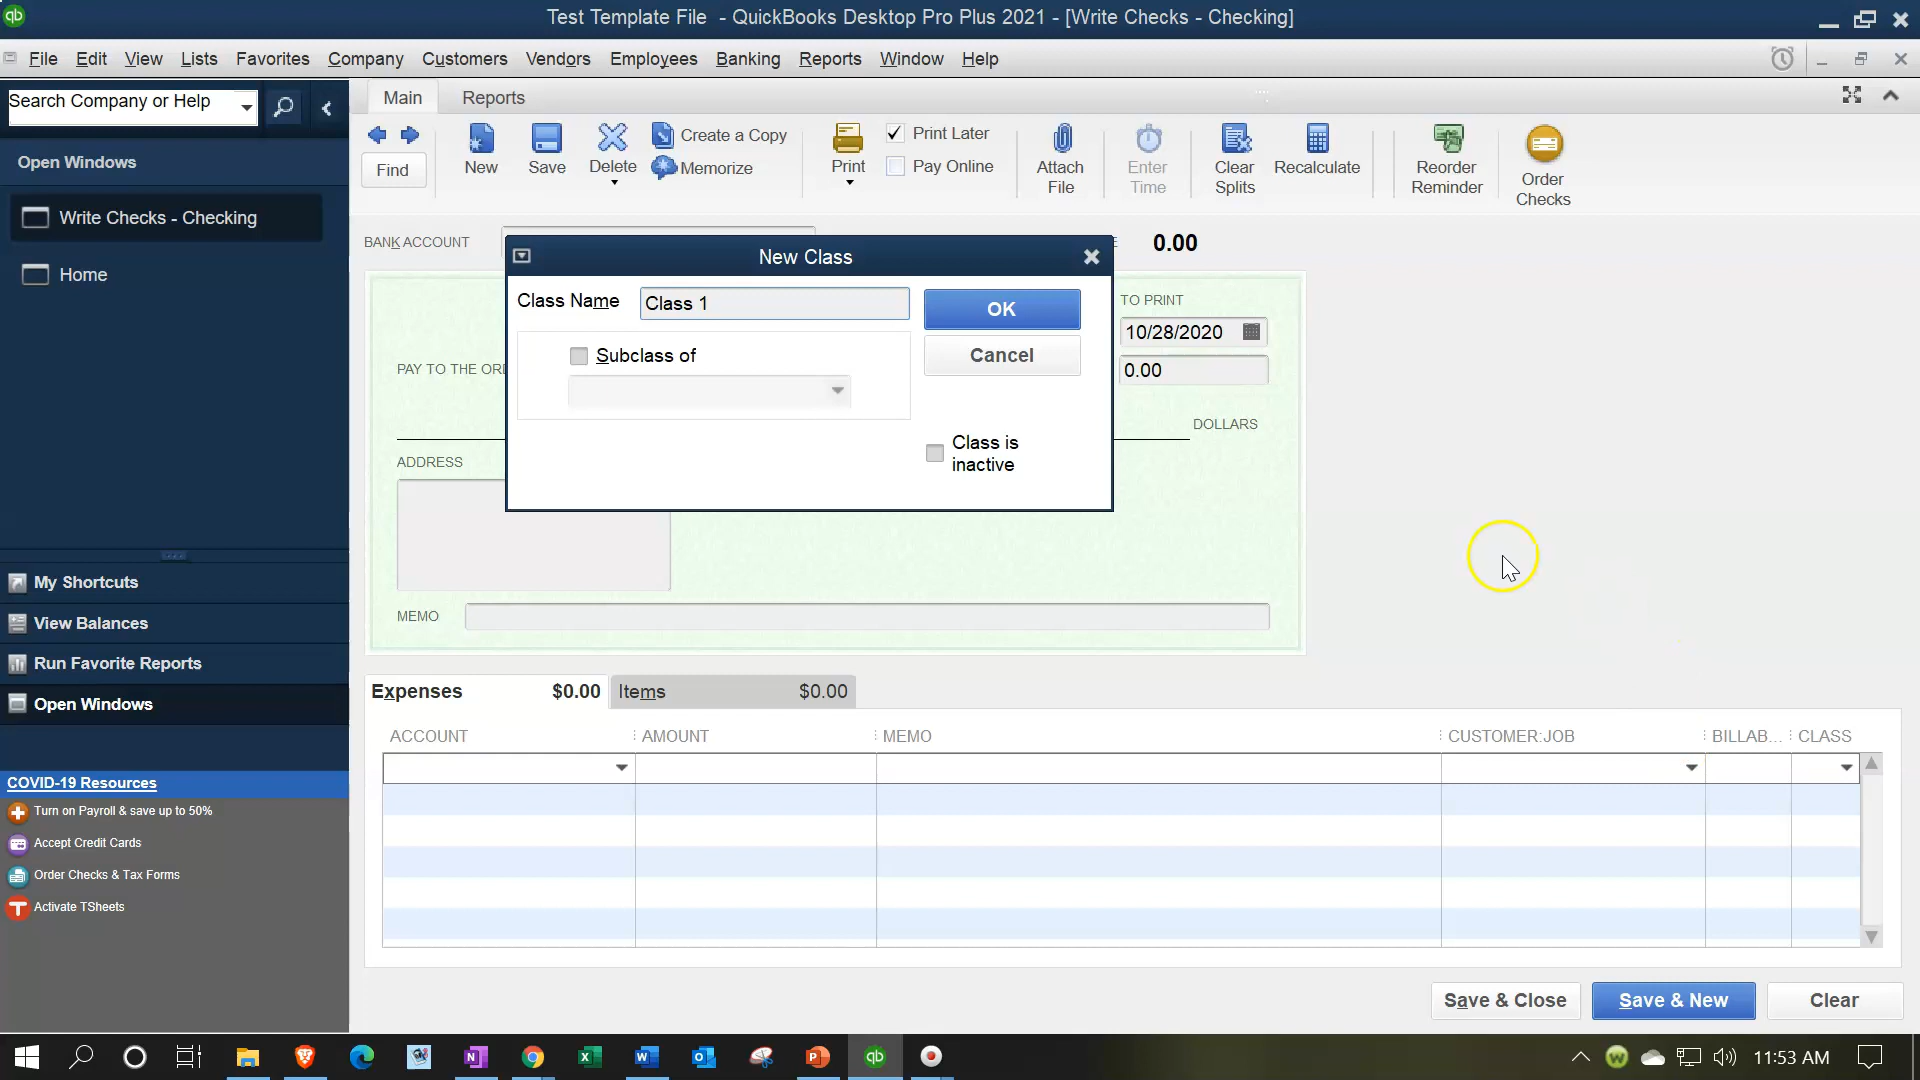 qb
Test Template File - QuickBooks Desktop Pro Plus 2021 - [Write Checks - Checking]
File Edit View Lists Favorites Company Customers Vendors Employees Banking Reports Window Help
Search Company or Help
Main Reports
Find
New
Save
Delete
Create a Copy
Memorize
Print
Print Later
Pay Online
Attach
File
Enter
Time
Clear
Splits
Recalculate
Reorder
Reminder
Order
Checks
Open Windows
Write Checks - Checking
Home
BANK ACCOUNT
0.00
New Class
Class Name Class 1
OK
Subclass of
Cancel
Class is
inactive
TO PRINT
10/28/2020
PAY TO THE ORD
0.00
DOLLARS
ADDRESS
MEMO
My Shortcuts
View Balances
Run Favorite Reports
Open Windows
COVID-19 Resources
Turn on Payroll & save up to 50%
Accept Credit Cards
Order Checks & Tax Forms
Activate TSheets
Expenses $0.00 Items $0.00
ACCOUNT AMOUNT MEMO CUSTOMER:JOB BILLAB... CLASS
Save & Close Save & New Clear
11:53 AM